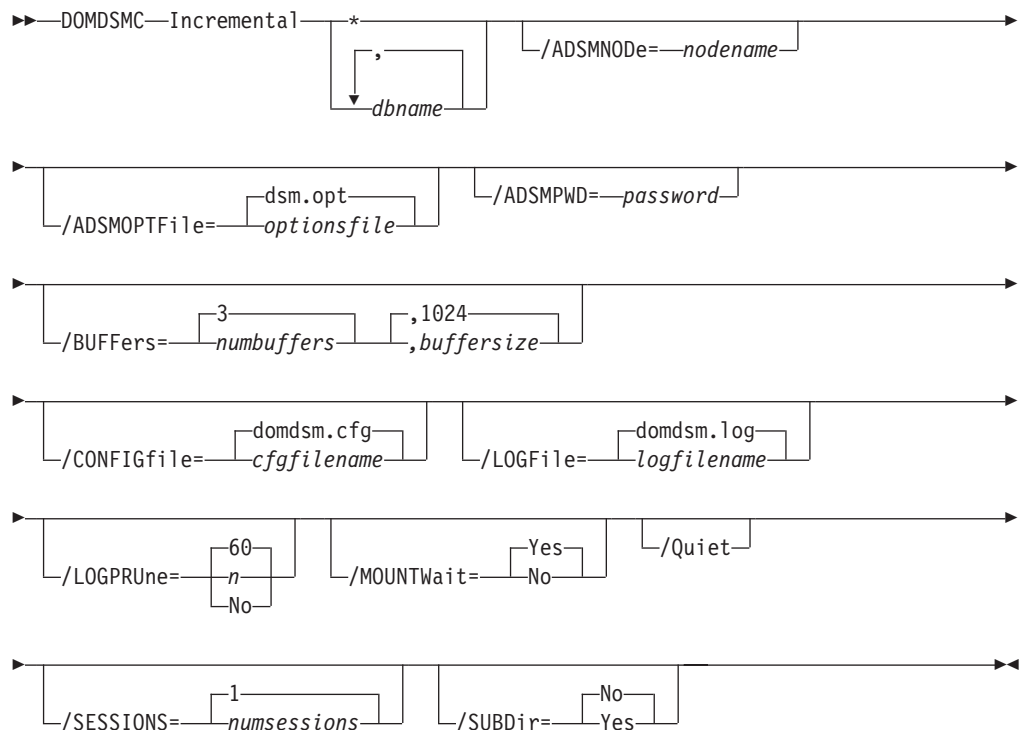 DOMDSMC Incremental * /ADSMNODe= nodename
,
dbname
/ADSMOPTFile= dsm.opt /ADSMPWD= password
optionsfile
/BUFFers= 3 ,1024
numbuffers ,buffersize
/CONFIGfile= domdsm.cfg /LOGFile= domdsm.log
cfgfilename logfilename
/LOGPRUne= 60 /MOUNTWait= Yes /Quiet
n No
No
/SESSIONS= 1 /SUBDir= No
numsessions Yes